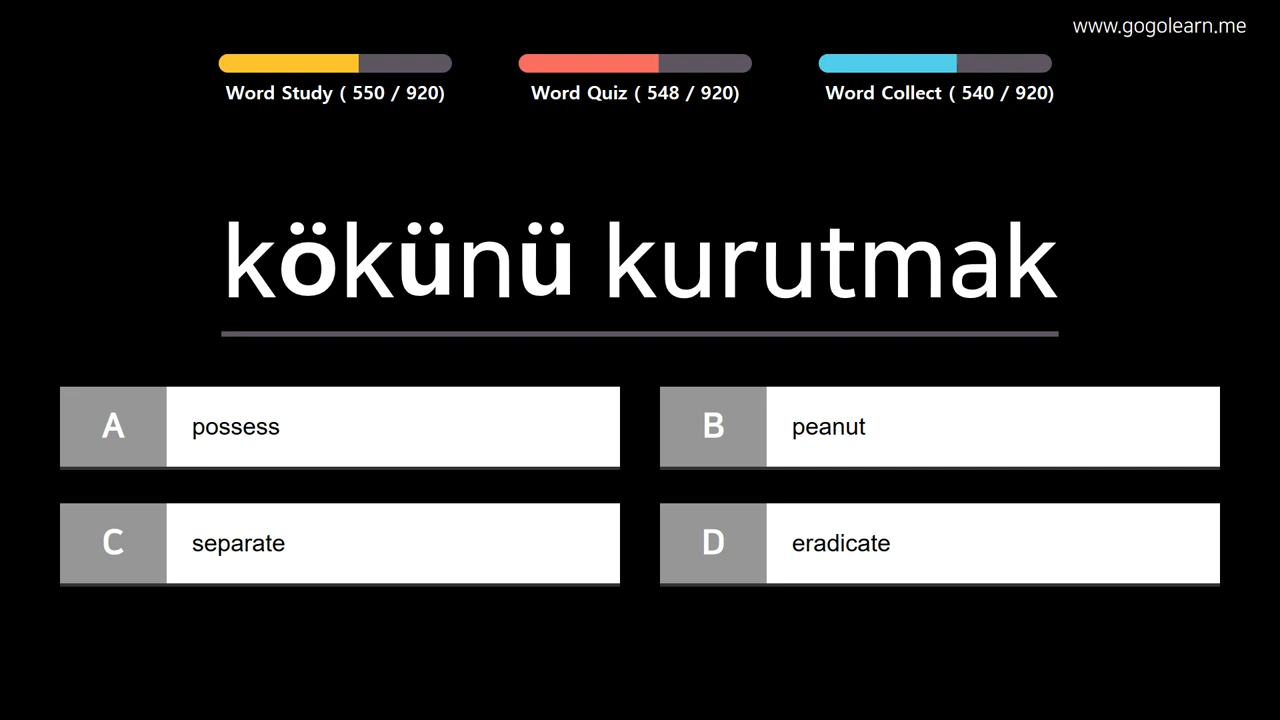 www.gogolearn.me
Word Study ( 550 / 920)
Word Quiz ( 548 / 920)
Word Collect ( 540 / 920)
kökünü kurutmak
A possess
B peanut
C separate
D eradicate